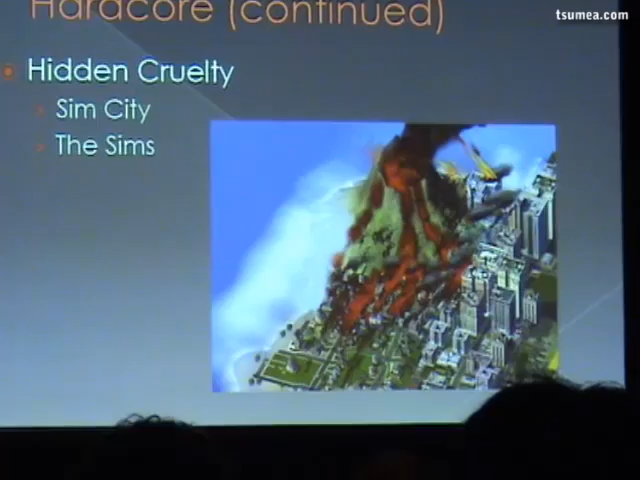 Hardcore (continued)
tsumea.com
Hidden Cruelty
Sim City
The Sims